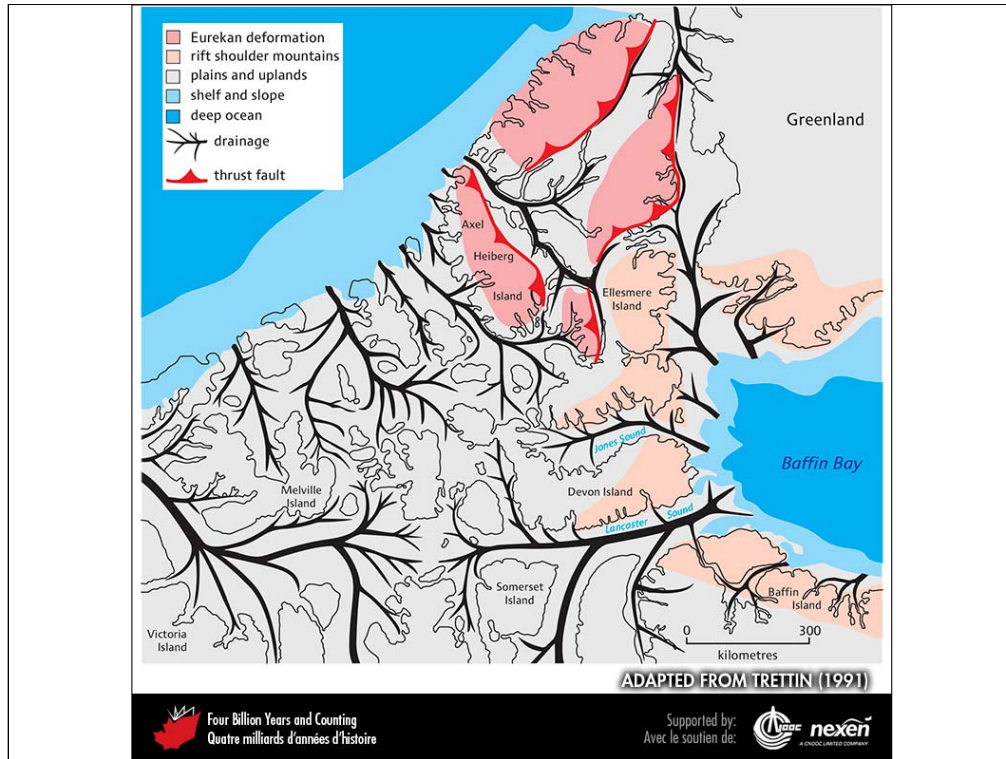 Eurekan deformation
rift shoulder mountains
plains and uplands
shelf and slope
deep ocean
drainage
thrust fault
Greenland
Axel
Heiberg
Island
Ellesmere
Island
Jones Sound
Baffin Bay
Melville
Island
Devon Island
Lancaster Sound
Somerset
Island
Baffin
Island
Victoria
Island
0 300
kilometres
ADAPTED FROM TRETTIN (1991)
Four Billion Years and Counting
Quatre milliards d'années d'histoire
Supported by:
Avec le soutien de:
CNOOC
nexen
A CNOOC LIMITED COMPANY